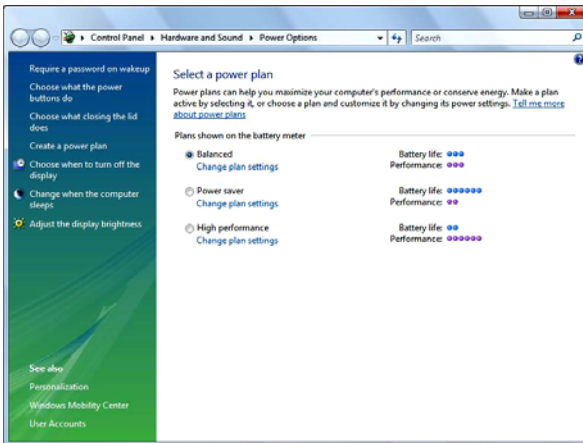 Control Panel ▸ Hardware and Sound ▸ Power Options
Search
Require a password on wakeup
Choose what the power
buttons do
Choose what closing the lid
does
Create a power plan
Choose when to turn off the
display
Change when the computer
sleeps
Adjust the display brightness
See also
Personalization
Windows Mobility Center
User Accounts
Select a power plan
Power plans can help you maximize your computer's performance or conserve energy. Make a plan
active by selecting it, or choose a plan and customize it by changing its power settings. Tell me more
about power plans
Plans shown on the battery meter
Balanced Battery life:
Change plan settings Performance:
Power saver Battery life:
Change plan settings Performance:
High performance Battery life:
Change plan settings Performance: